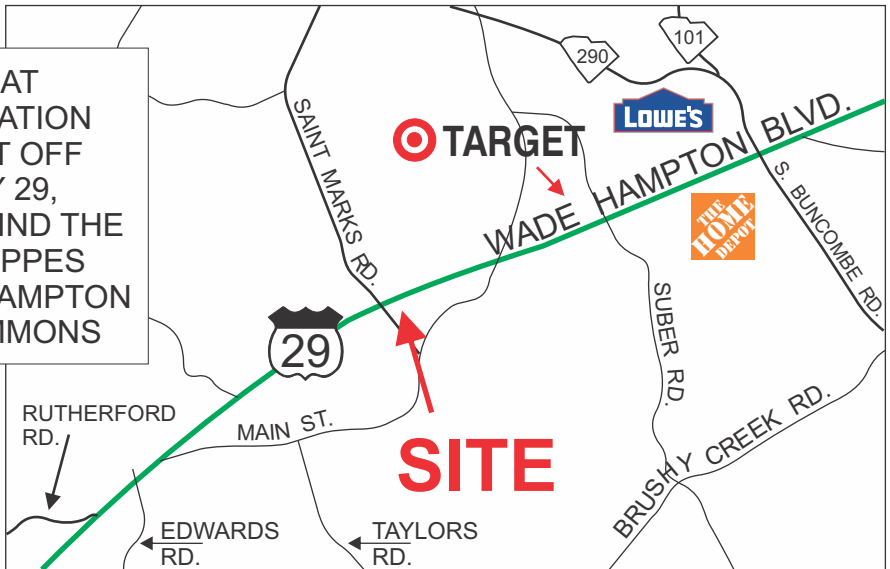 AT
ATION
T OFF
Y 29,
IND THE
PPES
AMPTON
MMONS
290
101
LOWE'S
TARGET
SAINT MARKS RD.
WADE HAMPTON BLVD.
THE
HOME
DEPOT
S. BUNCOMBE RD.
29
SUBER RD.
RUTHERFORD
RD.
MAIN ST.
SITE
BRUSHY CREEK RD.
EDWARDS
RD.
TAYLORS
RD.